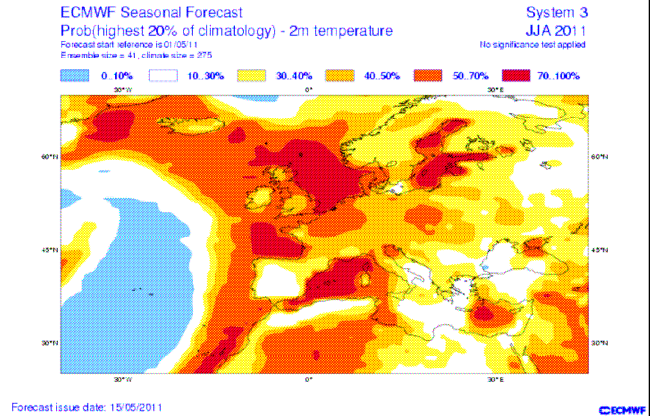 ECMWF Seasonal Forecast
System 3
Prob(highest 20% of climatology) - 2m temperature
JJA 2011
Forecast start reference is 01/05/11
No significance test applied
Ensemble size = 41, climate size = 275
0..10% 10..30% 30..40% 40..50% 50..70% 70..100%
30°W 0° 30°E
60°N 60°N
45°N 45°N
30°N 30°N
30°W 0° 30°E
Forecast issue date: 15/05/2011
ECMWF